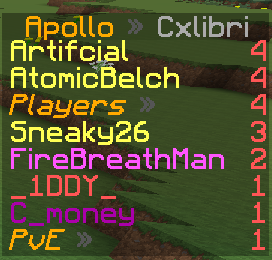 Apollo » Cxlibri
Artifcial 4
AtomicBelch 4
Players » 4
Sneaky26 3
FireBreathMan 2
_1DDY_ 1
C_money 1
PvE » 1